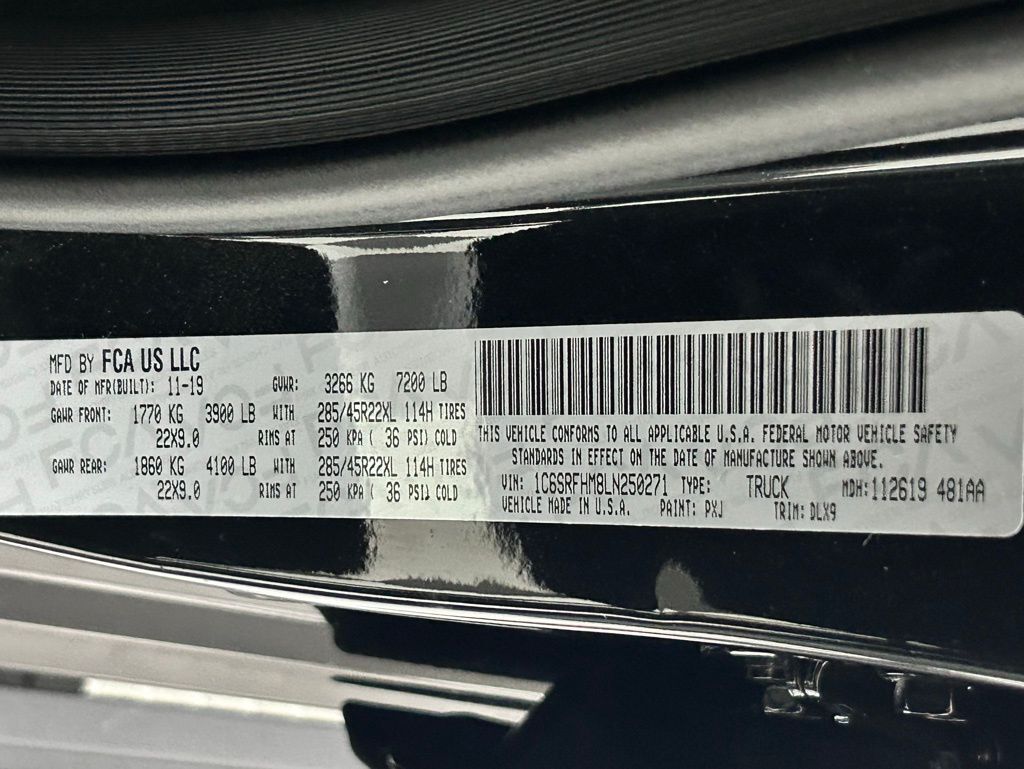 MFD BY FCA US LLC
DATE OF MFR(BUILT): 11-19 GVWR: 3266 KG 7200 LB
GAWR FRONT: 1770 KG 3900 LB WITH 285/45R22XL 114H TIRES
22X9.0 RIMS AT 250 KPA ( 36 PSI) COLD
GAWR REAR: 1860 KG 4100 LB WITH 285/45R22XL 114H TIRES
22X9.0 RIMS AT 250 KPA ( 36 PSI) COLD
THIS VEHICLE CONFORMS TO ALL APPLICABLE U.S.A. FEDERAL MOTOR VEHICLE SAFETY
STANDARDS IN EFFECT ON THE DATE OF MANUFACTURE SHOWN ABOVE.
VIN: 1C6SRFHM8LN250271 TYPE: TRUCK MDH: 112619 481AA
VEHICLE MADE IN U.S.A. PAINT: PXJ TRIM: DLX9